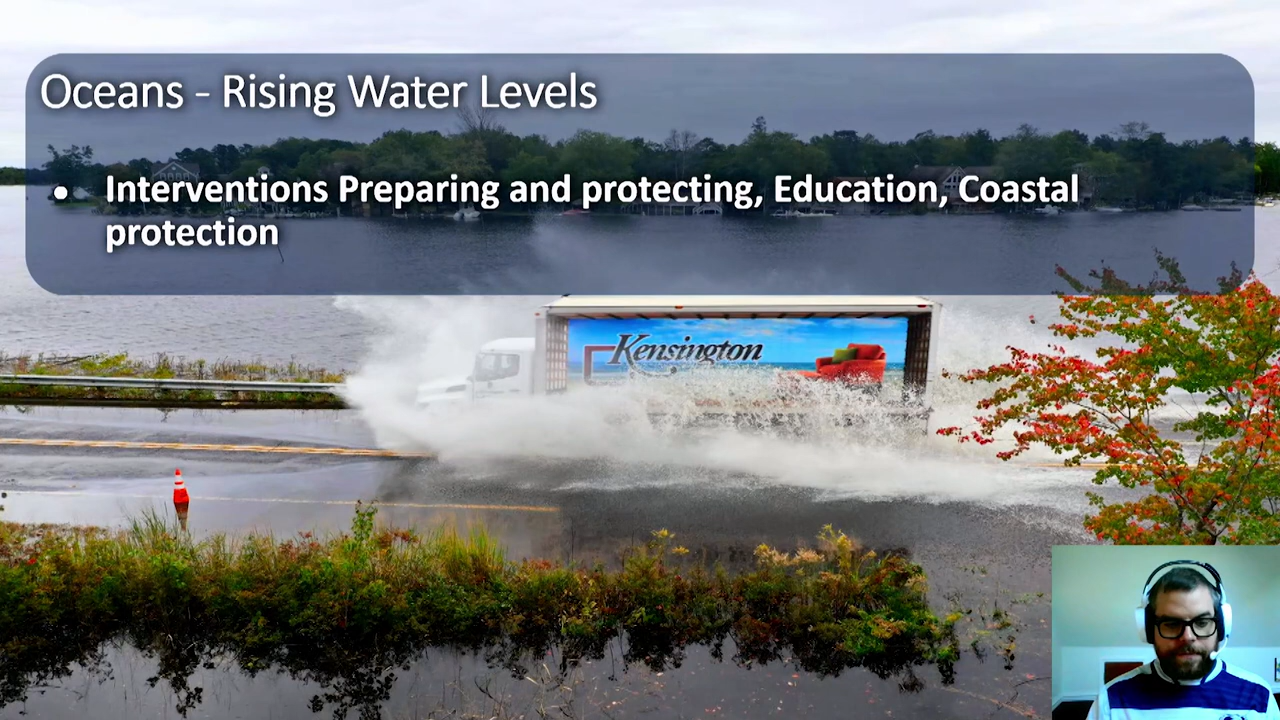 Oceans - Rising Water Levels
• Interventions Preparing and protecting, Education, Coastal
protection
Kensington